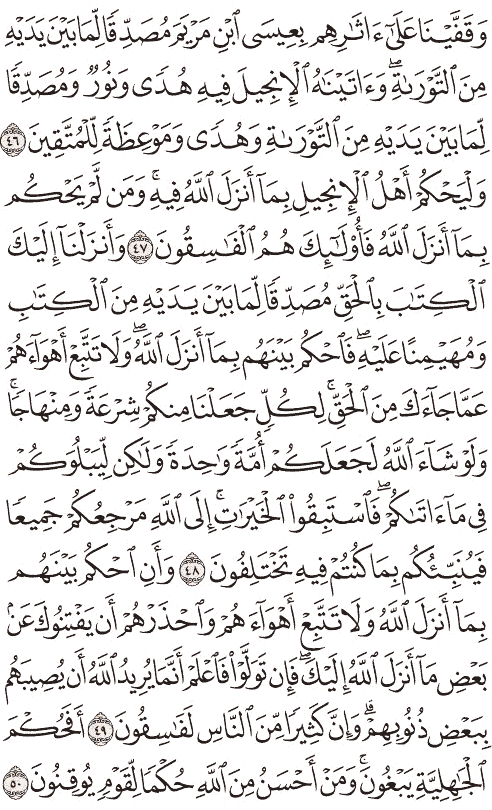 وَقَفَّيْنَا عَلَىٰٓ ءَاثَٰرِهِم بِعِيسَى ٱبْنِ مَرْيَمَ مُصَدِّقًا لِّمَا بَيْنَ يَدَيْهِ
مِنَ ٱلتَّوْرَىٰةِ ۖ وَءَاتَيْنَٰهُ ٱلْإِنجِيلَ فِيهِ هُدًى وَنُورٌ وَمُصَدِّقًا
لِّمَا بَيْنَ يَدَيْهِ مِنَ ٱلتَّوْرَىٰةِ وَهُدًى وَمَوْعِظَةً لِّلْمُتَّقِينَ ٤٦
وَلْيَحْكُمْ أَهْلُ ٱلْإِنجِيلِ بِمَآ أَنزَلَ ٱللَّهُ فِيهِ ۚ وَمَن لَّمْ يَحْكُم
بِمَآ أَنزَلَ ٱللَّهُ فَأُو۟لَٰٓئِكَ هُمُ ٱلْفَٰسِقُونَ ٤٧ وَأَنزَلْنَآ إِلَيْكَ
ٱلْكِتَٰبَ بِٱلْحَقِّ مُصَدِّقًا لِّمَا بَيْنَ يَدَيْهِ مِنَ ٱلْكِتَٰبِ
وَمُهَيْمِنًا عَلَيْهِ ۖ فَٱحْكُم بَيْنَهُم بِمَآ أَنزَلَ ٱللَّهُ ۖ وَلَا تَتَّبِعْ أَهْوَآءَهُمْ
عَمَّا جَآءَكَ مِنَ ٱلْحَقِّ ۚ لِكُلٍّ جَعَلْنَا مِنكُمْ شِرْعَةً وَمِنْهَاجًا ۚ
وَلَوْ شَآءَ ٱللَّهُ لَجَعَلَكُمْ أُمَّةً وَٰحِدَةً وَلَٰكِن لِّيَبْلُوَكُمْ
فِى مَآ ءَاتَىٰكُمْ ۖ فَٱسْتَبِقُوا۟ ٱلْخَيْرَٰتِ ۚ إِلَى ٱللَّهِ مَرْجِعُكُمْ جَمِيعًا
فَيُنَبِّئُكُم بِمَا كُنتُمْ فِيهِ تَخْتَلِفُونَ ٤٨ وَأَنِ ٱحْكُم بَيْنَهُم
بِمَآ أَنزَلَ ٱللَّهُ وَلَا تَتَّبِعْ أَهْوَآءَهُمْ وَٱحْذَرْهُمْ أَن يَفْتِنُوكَ عَنۢ
بَعْضِ مَآ أَنزَلَ ٱللَّهُ إِلَيْكَ ۖ فَإِن تَوَلَّوْا۟ فَٱعْلَمْ أَنَّمَا يُرِيدُ ٱللَّهُ أَن يُصِيبَهُم
بِبَعْضِ ذُنُوبِهِمْ ۗ وَإِنَّ كَثِيرًا مِّنَ ٱلنَّاسِ لَفَٰسِقُونَ ٤٩ أَفَحُكْمَ
ٱلْجَٰهِلِيَّةِ يَبْغُونَ ۚ وَمَنْ أَحْسَنُ مِنَ ٱللَّهِ حُكْمًا لِّقَوْمٍ يُوقِنُونَ ٥٠